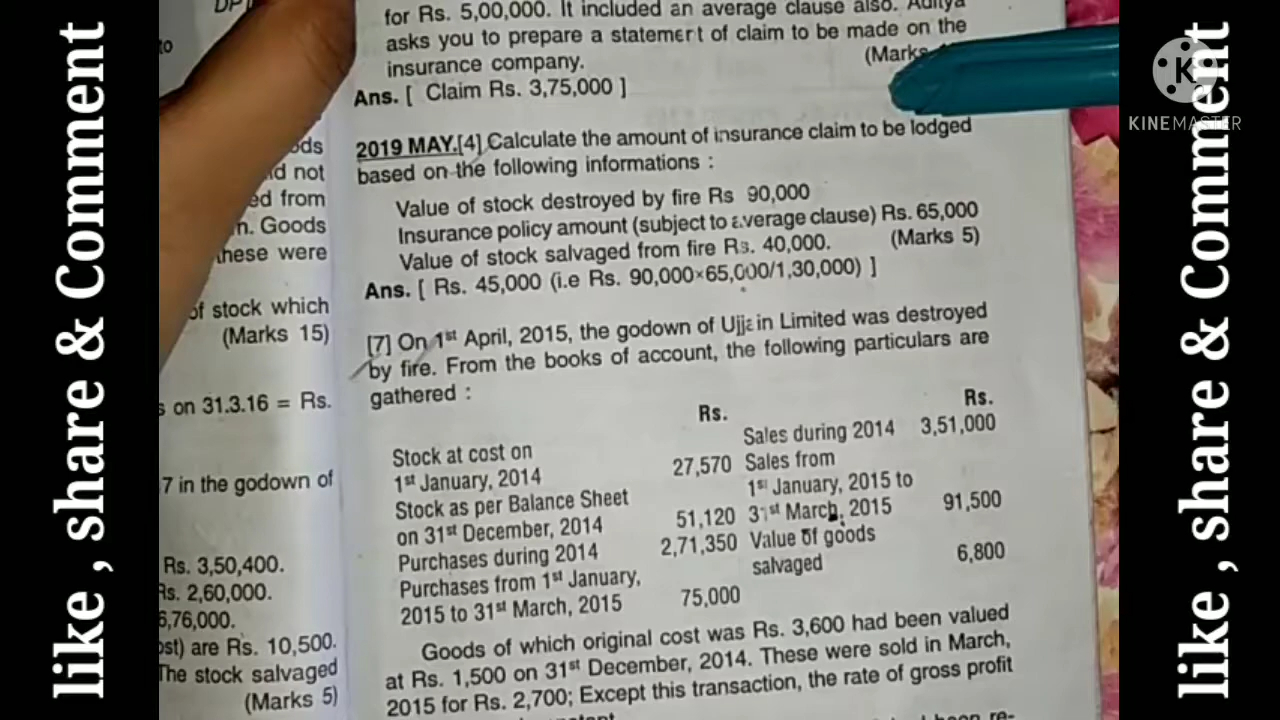 like , share & Comment
DP
to
ods
id not
ed from
n. Goods
these were
of stock which
(Marks 15)
s on 31.3.16 = Rs.
7 in the godown of
Rs. 3,50,400.
Rs. 2,60,000.
6,76,000.
ost) are Rs. 10,500.
The stock salvaged
(Marks 5)
for Rs. 5,00,000. It included an average clause also. Aditya
asks you to prepare a statement of claim to be made on the
insurance company. (Marks
Ans. [ Claim Rs. 3,75,000 ]
2019 MAY.[4] Calculate the amount of insurance claim to be lodged
based on the following informations :
Value of stock destroyed by fire Rs 90,000
Insurance policy amount (subject to average clause) Rs. 65,000
Value of stock salvaged from fire Rs. 40,000. (Marks 5)
Ans. [ Rs. 45,000 (i.e Rs. 90,000×65,000/1,30,000) ]
[7] On 1st April, 2015, the godown of Ujjain Limited was destroyed
by fire. From the books of account, the following particulars are
gathered :
Rs. Rs.
Stock at cost on Sales during 2014 3,51,000
1st January, 2014 27,570 Sales from
Stock as per Balance Sheet 1st January, 2015 to
on 31st December, 2014 51,120 31st March, 2015 91,500
Purchases during 2014 2,71,350 Value of goods
Purchases from 1st January, salvaged 6,800
2015 to 31st March, 2015 75,000
Goods of which original cost was Rs. 3,600 had been valued
at Rs. 1,500 on 31st December, 2014. These were sold in March,
2015 for Rs. 2,700; Except this transaction, the rate of gross profit
K
KINEMASTER
like , share & Comment